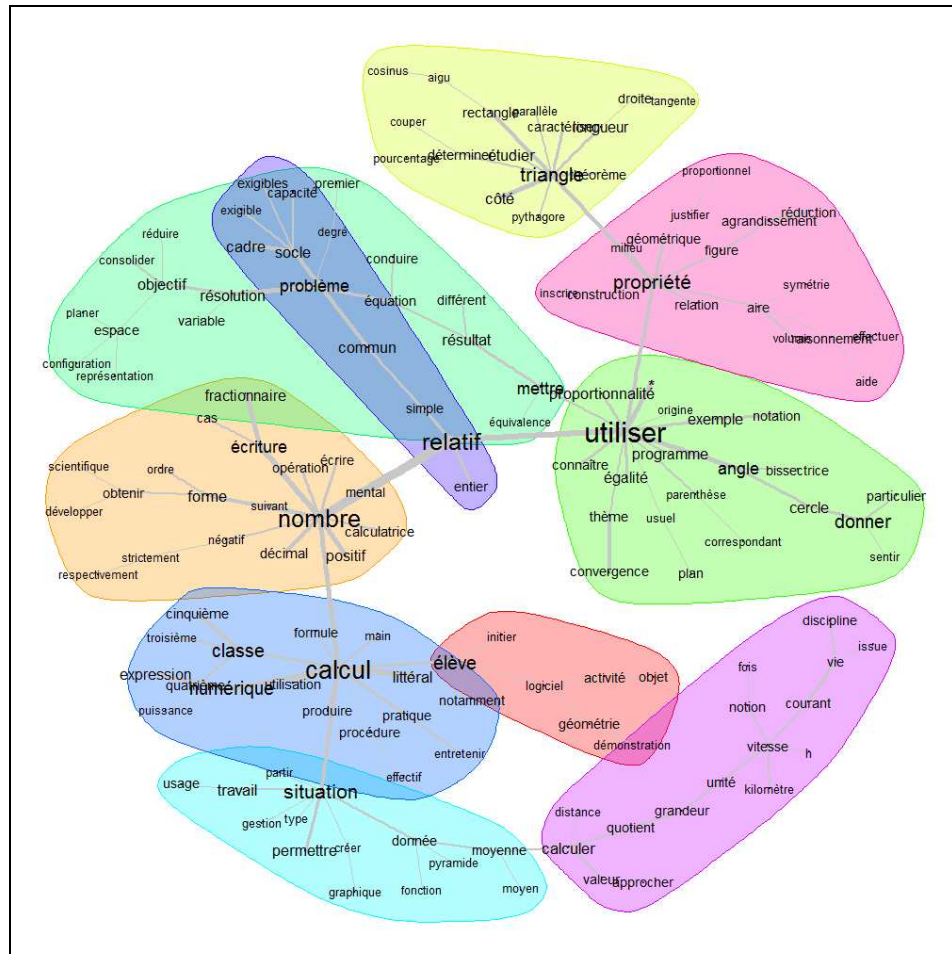 cosinus
aigu
droite
tangente
rectangle
parallèle
couper
caractériser
longueur
pourcentage
déterminer
étudier
triangle
théorème
côté
pythagore
exigibles
premier
capacité
exigible
degré
cadre
socle
réduire
consolider
conduire
objectif
résolution
problème
équation
différent
planer
variable
espace
résultat
commun
configuration
représentation
mettre
simple
équivalence
relatif
entier
proportionnel
justifier
réduction
agrandissement
géométrique
milieu
figure
propriété
inscrire
construction
symétrie
relation
aire
volume
raisonnement
effectuer
aide
*
proportionnalité
origine
exemple
notation
utiliser
programme
connaître
égalité
angle
bissectrice
parenthèse
particulier
cercle
thème
usuel
donner
correspondant
sentir
convergence
plan
fractionnaire
cas
écriture
écrire
scientifique
ordre
opération
obtenir
forme
mental
développer
suivant
nombre
calculatrice
négatif
strictement
décimal
positif
respectivement
cinquième
formule
main
troisième
classe
calcul
élève
expression
littéral
quatrième
numérique
utilisation
notamment
puissance
produire
pratique
procédure
entretenir
effectif
initier
logiciel
activité
objet
géométrie
démonstration
partir
usage
travail
situation
gestion
type
donnée
permettre
créer
moyenne
pyramide
graphique
fonction
moyen
discipline
issue
fois
vie
notion
courant
vitesse
h
unité
kilomètre
distance
grandeur
quotient
calculer
valeur
approcher